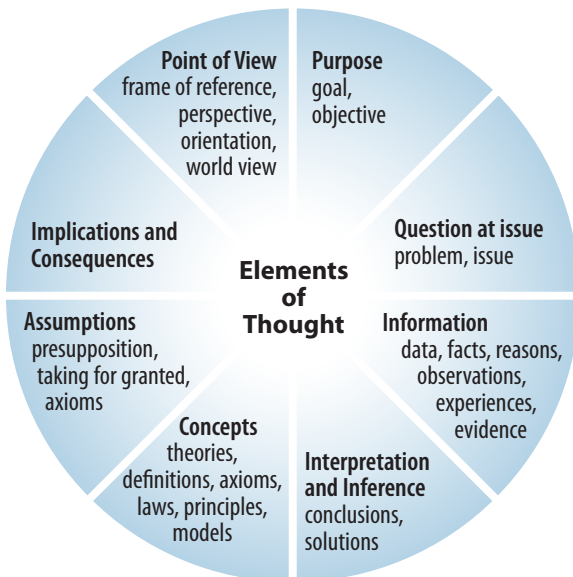 Point of View
frame of reference,
perspective,
orientation,
world view
Purpose
goal,
objective
Question at issue
problem, issue
Information
data, facts, reasons,
observations,
experiences,
evidence
Interpretation
and Inference
conclusions,
solutions
Concepts
theories,
definitions, axioms,
laws, principles,
models
Assumptions
presupposition,
taking for granted,
axioms
Implications and
Consequences
Elements
of
Thought